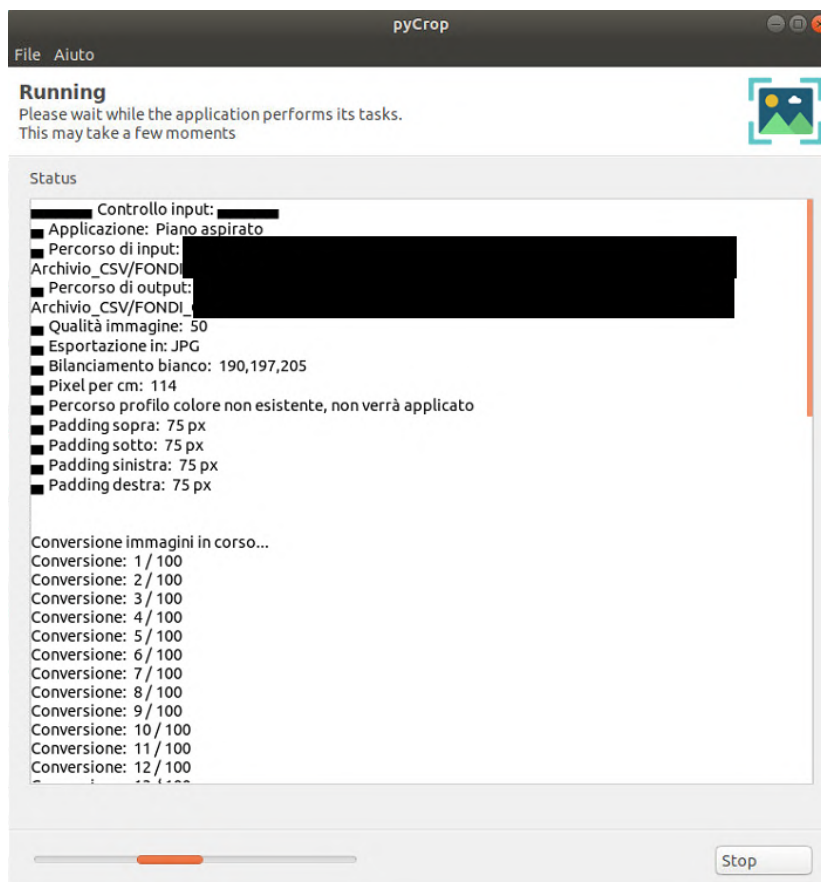 pyCrop
File Aiuto
Running
Please wait while the application performs its tasks.
This may take a few moments
Status
Controllo input:
Applicazione: Piano aspirato
Percorso di input:
Archivio_CSV/FONDI
Percorso di output:
Archivio_CSV/FONDI_
Qualità immagine: 50
Esportazione in: JPG
Bilanciamento bianco: 190,197,205
Pixel per cm: 114
Percorso profilo colore non esistente, non verrà applicato
Padding sopra: 75 px
Padding sotto: 75 px
Padding sinistra: 75 px
Padding destra: 75 px
Conversione immagini in corso...
Conversione: 1 / 100
Conversione: 2 / 100
Conversione: 3 / 100
Conversione: 4 / 100
Conversione: 5 / 100
Conversione: 6 / 100
Conversione: 7 / 100
Conversione: 8 / 100
Conversione: 9 / 100
Conversione: 10 / 100
Conversione: 11 / 100
Conversione: 12 / 100
Stop